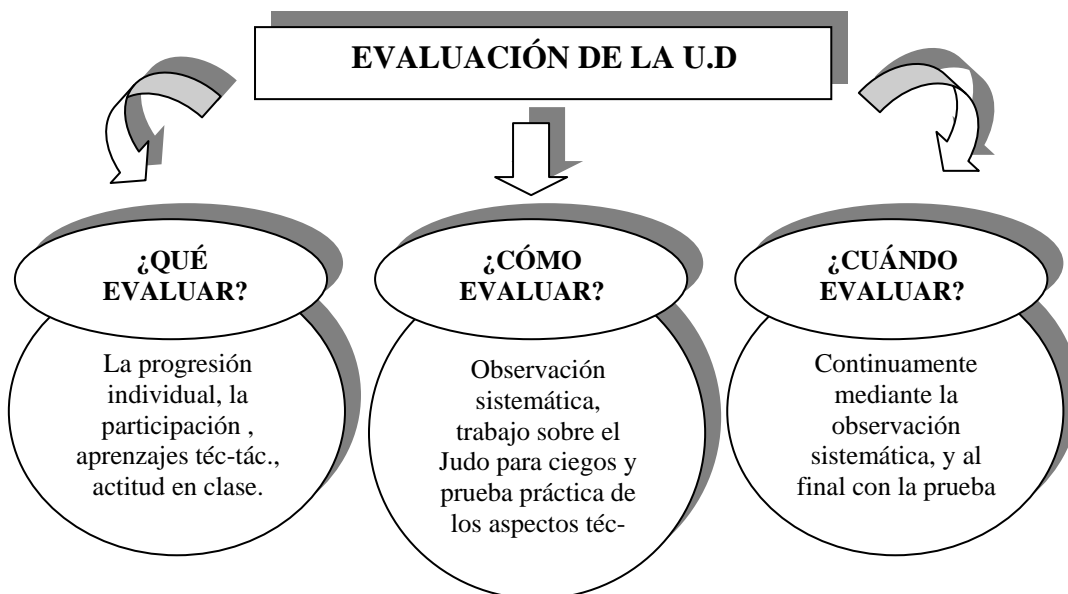 EVALUACIÓN DE LA U.D
¿QUÉ
EVALUAR?
La progresión
individual, la
participación ,
aprenzajes téc-tác.,
actitud en clase.
¿CÓMO
EVALUAR?
Observación
sistemática,
trabajo sobre el
Judo para ciegos y
prueba práctica de
los aspectos téc-
¿CUÁNDO
EVALUAR?
Continuamente
mediante la
observación
sistemática, y al
final con la prueba